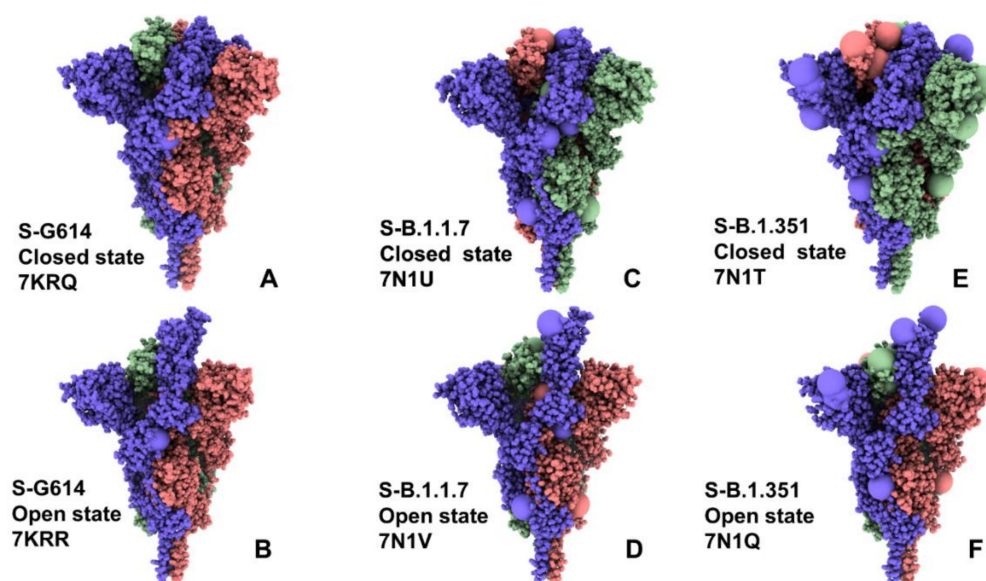 S-G614
Closed state
7KRQ
A
S-B.1.1.7
Closed state
7N1U
C
S-B.1.351
Closed state
7N1T
E
S-G614
Open state
7KRR
B
S-B.1.1.7
Open state
7N1V
D
S-B.1.351
Open state
7N1Q
F